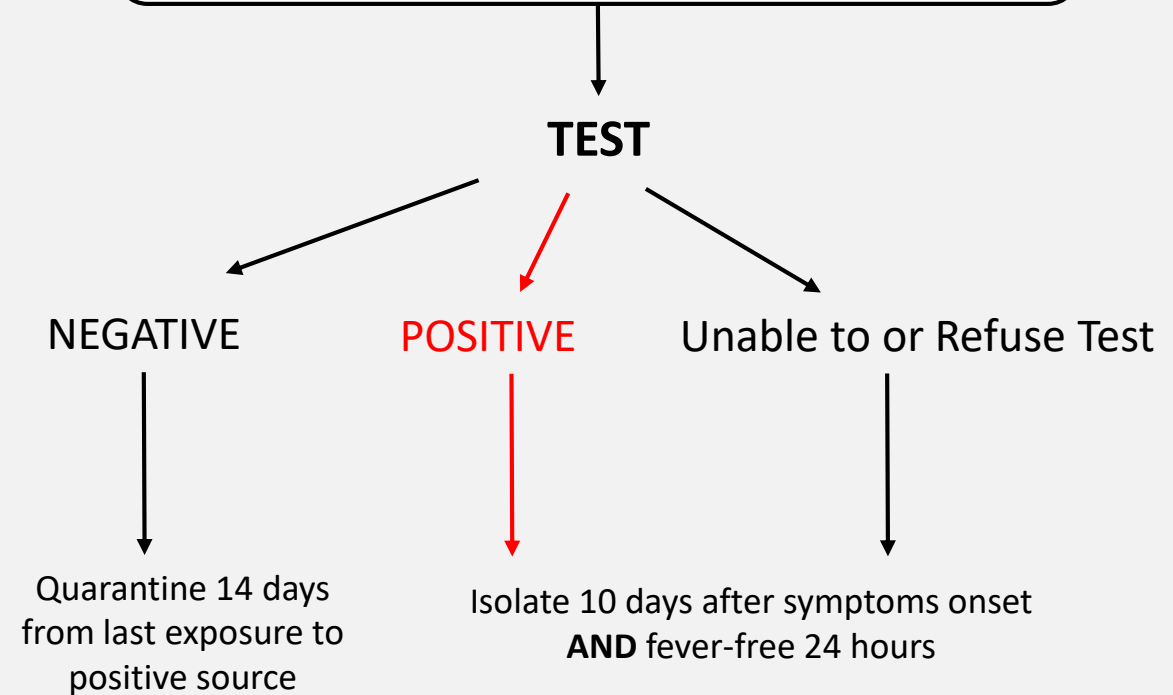 TEST
NEGATIVE
POSITIVE
Unable to or Refuse Test
Quarantine 14 days
from last exposure to
positive source
Isolate 10 days after symptoms onset
AND fever-free 24 hours